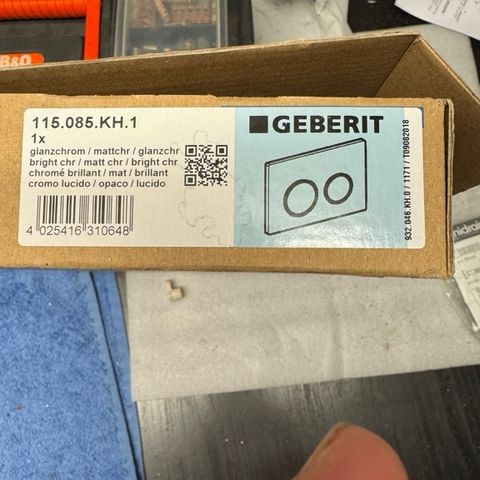 B&O
115.085.KH.1
1x
glanzchrom / mattchr / glanzchr
bright chr / matt chr / bright chr
chromé brillant / mat / brillant
cromo lucido / opaco / lucido
4 025416 310648
GEBERIT
932.046.KH.0 / 1171 / T09082018